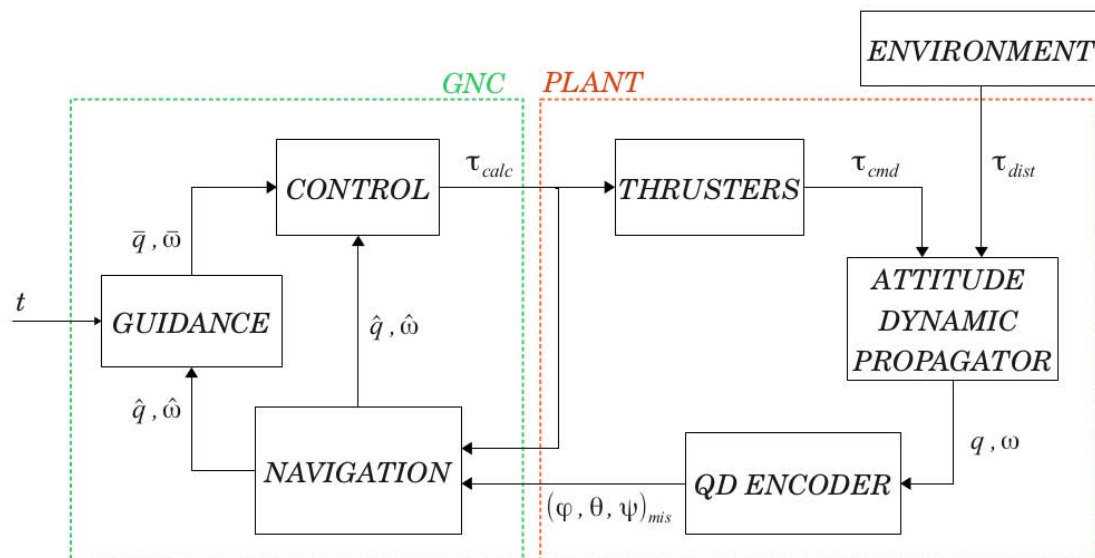 ENVIRONMENT
GNC
PLANT
CONTROL
τcalc
THRUSTERS
τcmd
τdist
q̄ , ω̄
ATTITUDE
DYNAMIC
PROPAGATOR
t
GUIDANCE
q̂ , ω̂
q̂ , ω̂
NAVIGATION
QD ENCODER
q , ω
(φ , θ , ψ)mis